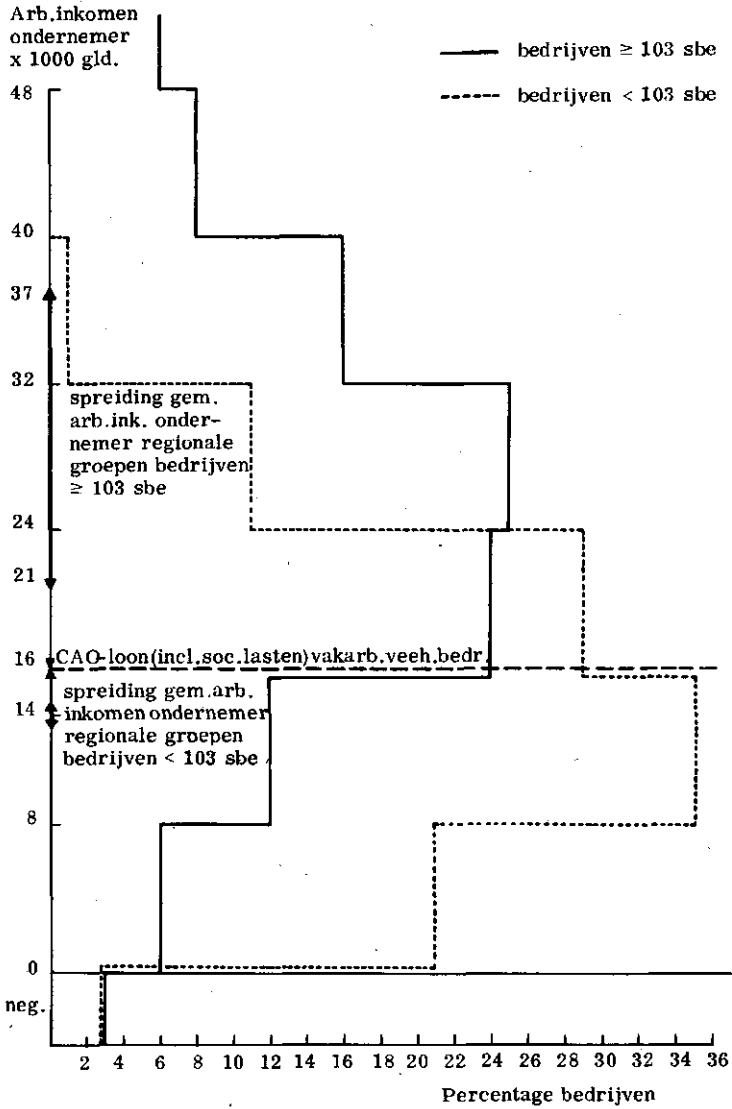 Arb.inkomen
ondernemer
x 1000 gld.
bedrijven ≥ 103 sbe
bedrijven < 103 sbe
48
40
37
32
spreiding gem.
arb.ink. onder-
nemer regionale
groepen bedrijven
≥ 103 sbe
24
21
16
CAO-loon(incl.soc.lasten)vakarb.veeh.bedr.
spreiding gem.arb.
14
inkomen ondernemer
regionale groepen
bedrijven < 103 sbe
8
0
neg.
2 4 6 8 10 12 14 16 18 20 22 24 26 28 30 32 34 36
Percentage bedrijven